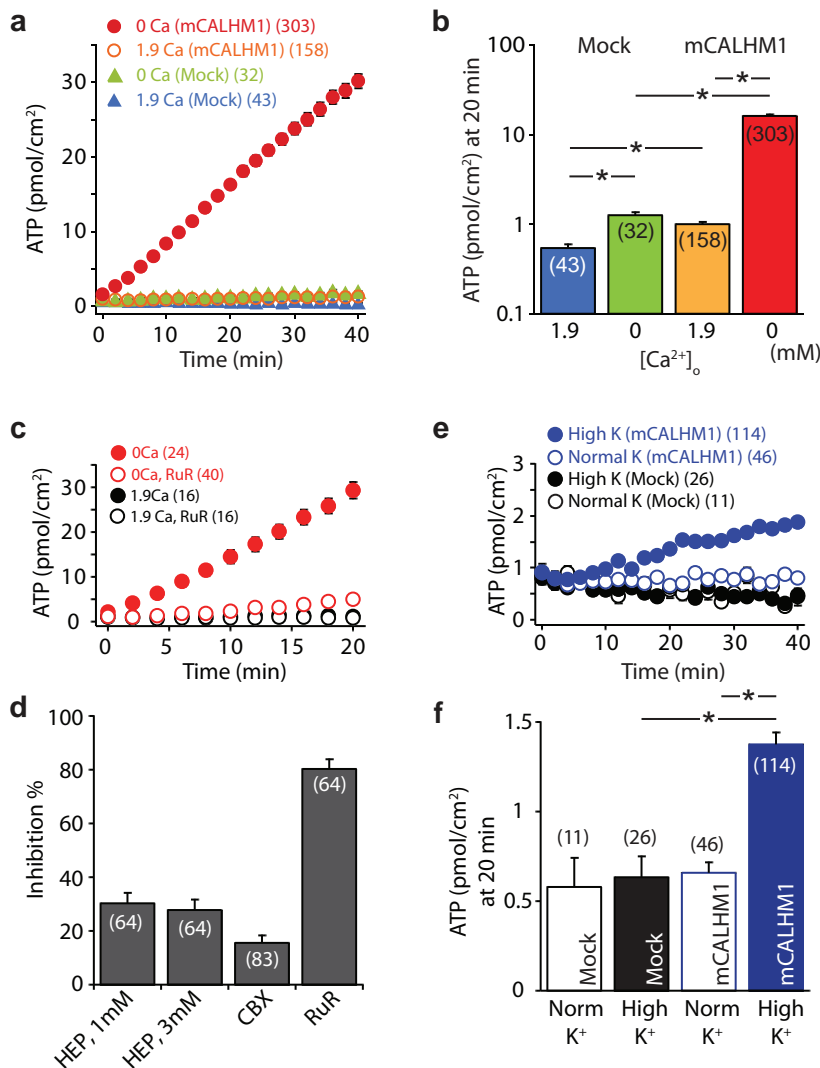 a
0 Ca (mCALHM1) (303)
1.9 Ca (mCALHM1) (158)
0 Ca (Mock) (32)
1.9 Ca (Mock) (43)
ATP (pmol/cm²)
30
20
10
0
0 10 20 30 40
Time (min)
b
Mock mCALHM1
ATP (pmol/cm²) at 20 min
100
10
1
0.1
* * * *
(43) (32) (158) (303)
1.9 0 1.9 0
[Ca²⁺]ₒ (mM)
c
0Ca (24)
0Ca, RuR (40)
1.9Ca (16)
1.9 Ca, RuR (16)
ATP (pmol/cm²)
30
20
10
0
0 5 10 15 20
Time (min)
e
High K (mCALHM1) (114)
Normal K (mCALHM1) (46)
High K (Mock) (26)
Normal K (Mock) (11)
ATP (pmol/cm²)
3
2
1
0
0 10 20 30 40
Time (min)
d
Inhibition %
100
80
60
40
20
0
(64) (64) (83) (64)
HEP, 1mM HEP, 3mM CBX RuR
f
ATP (pmol/cm²)
at 20 min
1.5
1
0.5
0
* *
(11) (26) (46) (114)
Mock Mock mCALHM1 mCALHM1
Norm High Norm High
K⁺ K⁺ K⁺ K⁺